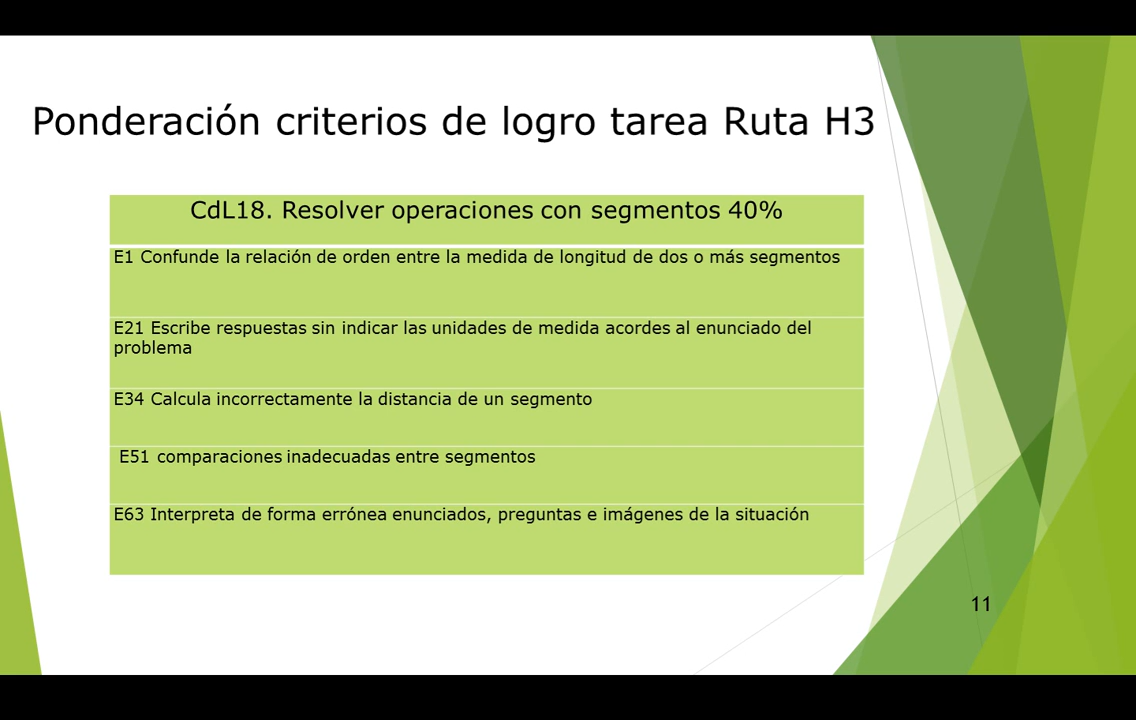 Ponderación criterios de logro tarea Ruta H3
CdL18. Resolver operaciones con segmentos 40%
E1 Confunde la relación de orden entre la medida de longitud de dos o más segmentos
E21 Escribe respuestas sin indicar las unidades de medida acordes al enunciado del
problema
E34 Calcula incorrectamente la distancia de un segmento
E51 comparaciones inadecuadas entre segmentos
E63 Interpreta de forma errónea enunciados, preguntas e imágenes de la situación
11